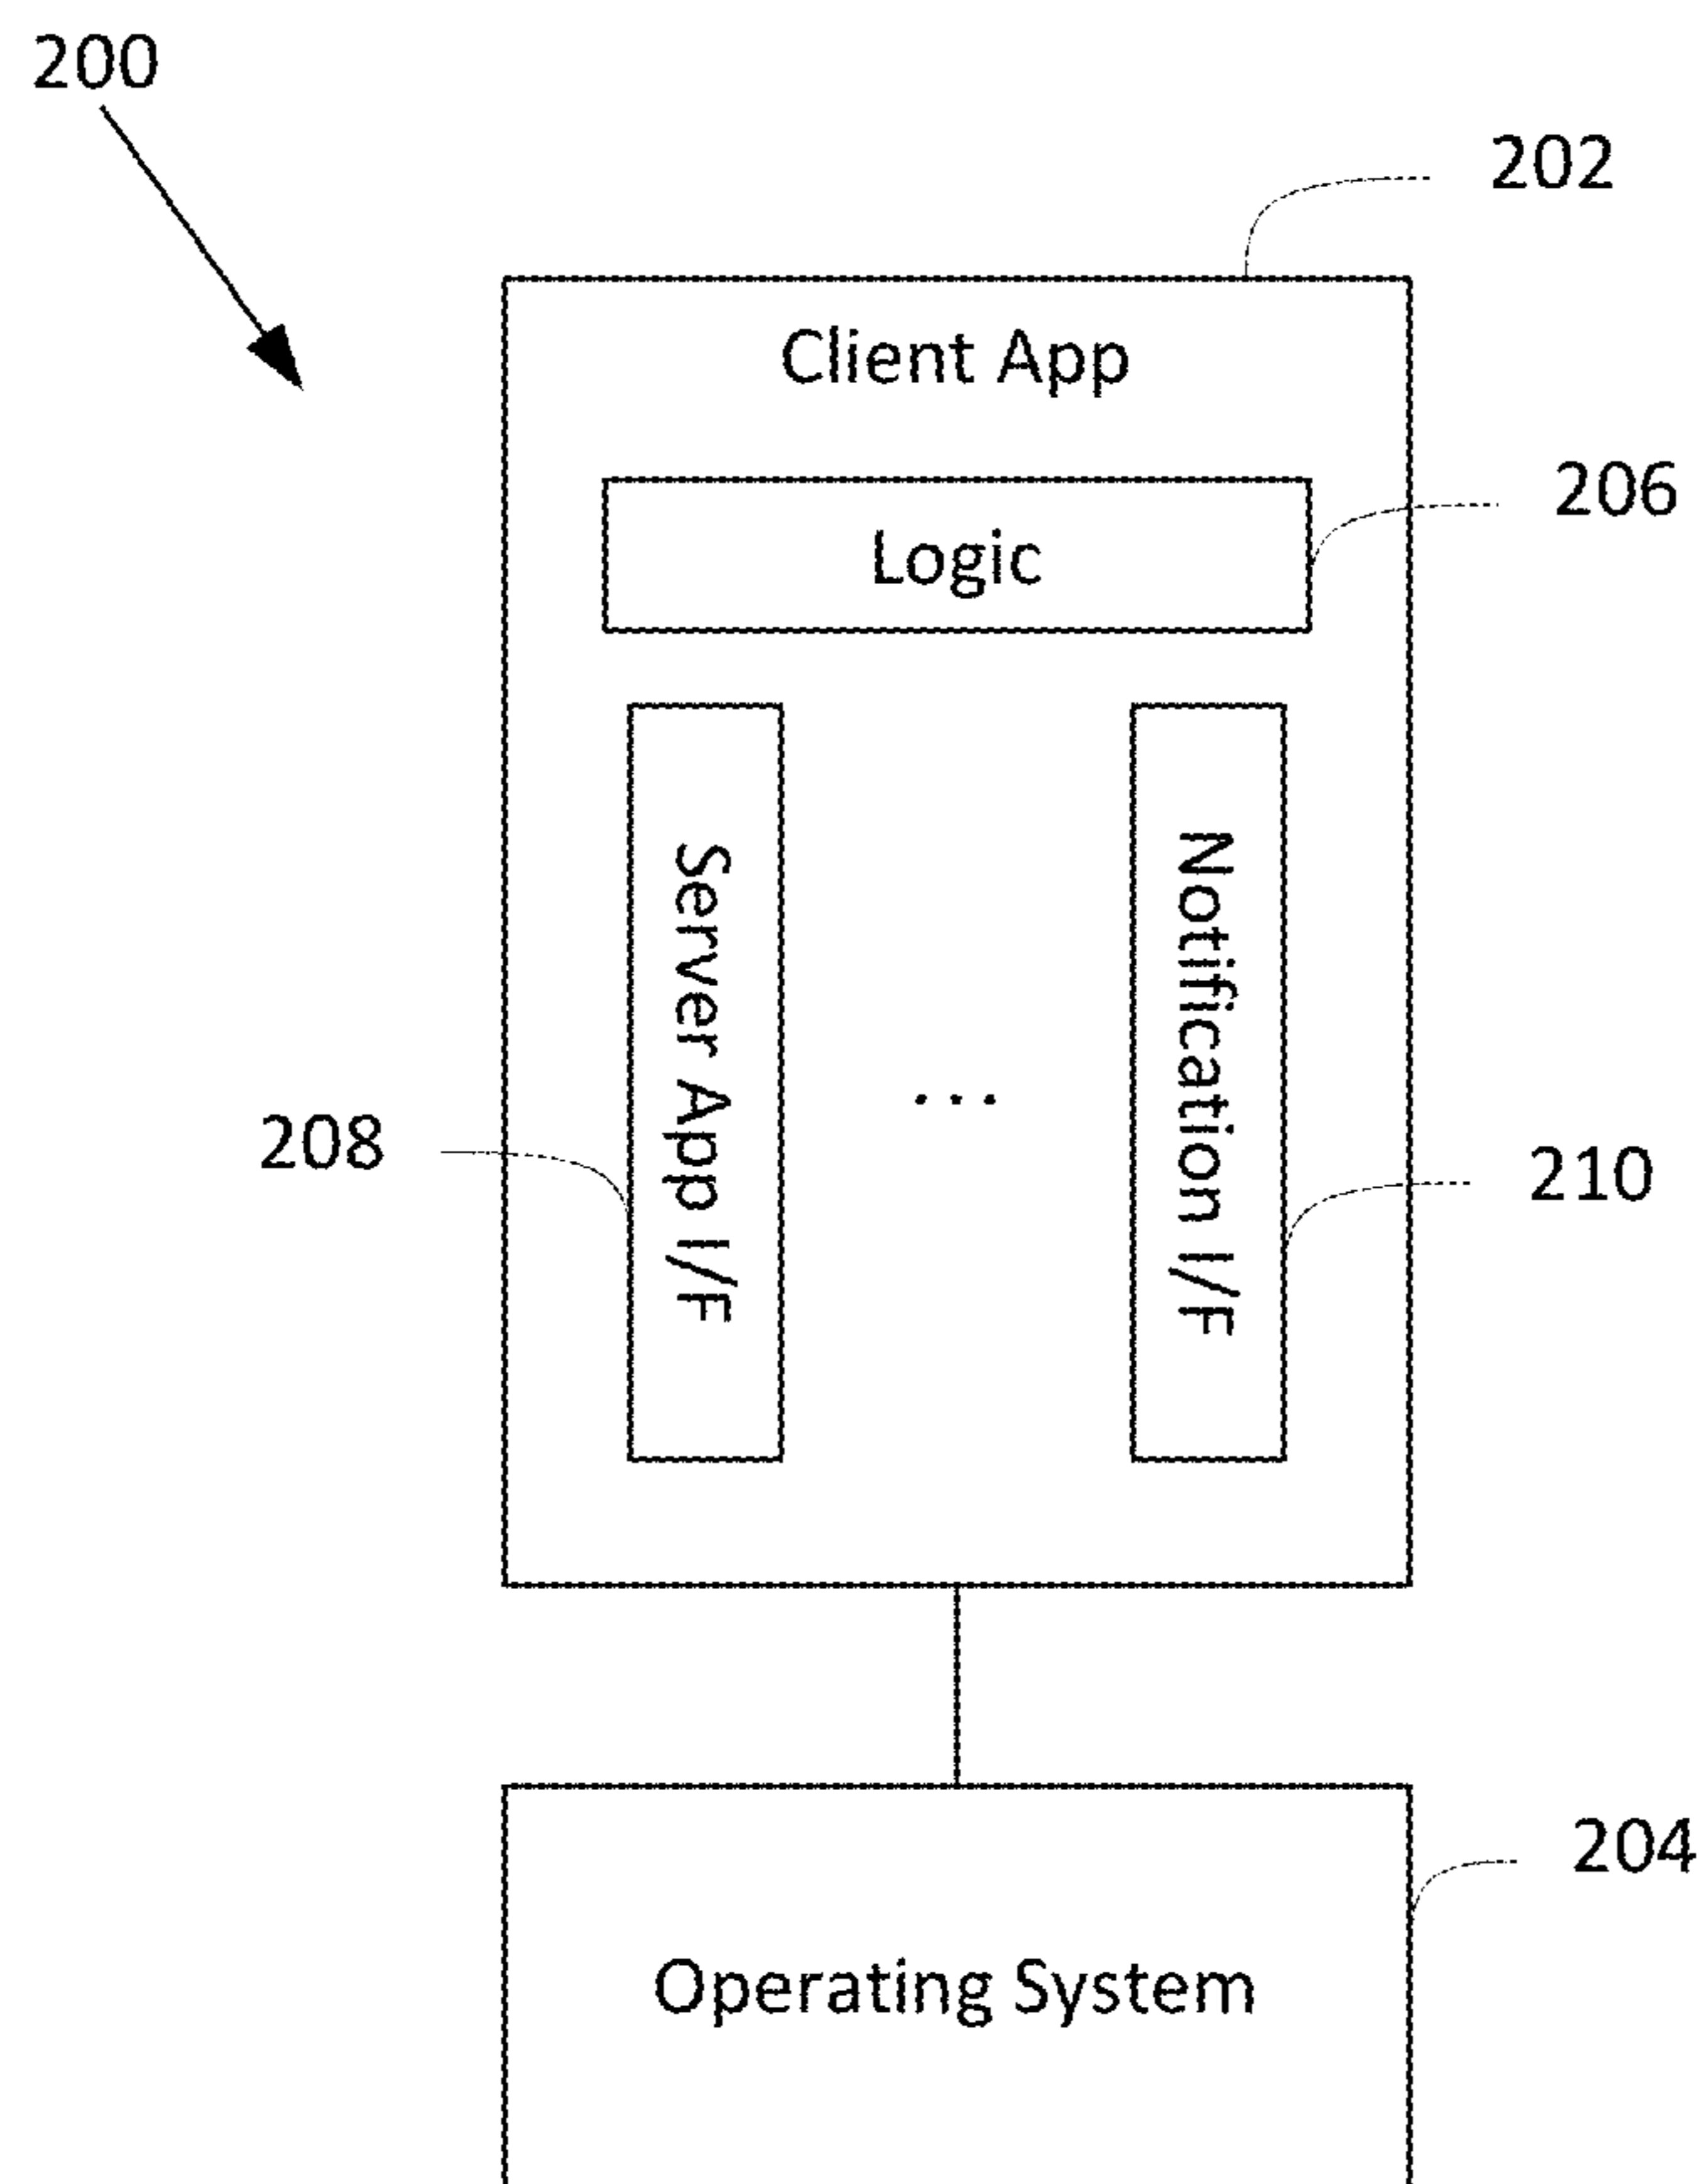 200
202
Client App
206
Logic
Server App I/F
...
Notification I/F
208
210
204
Operating System